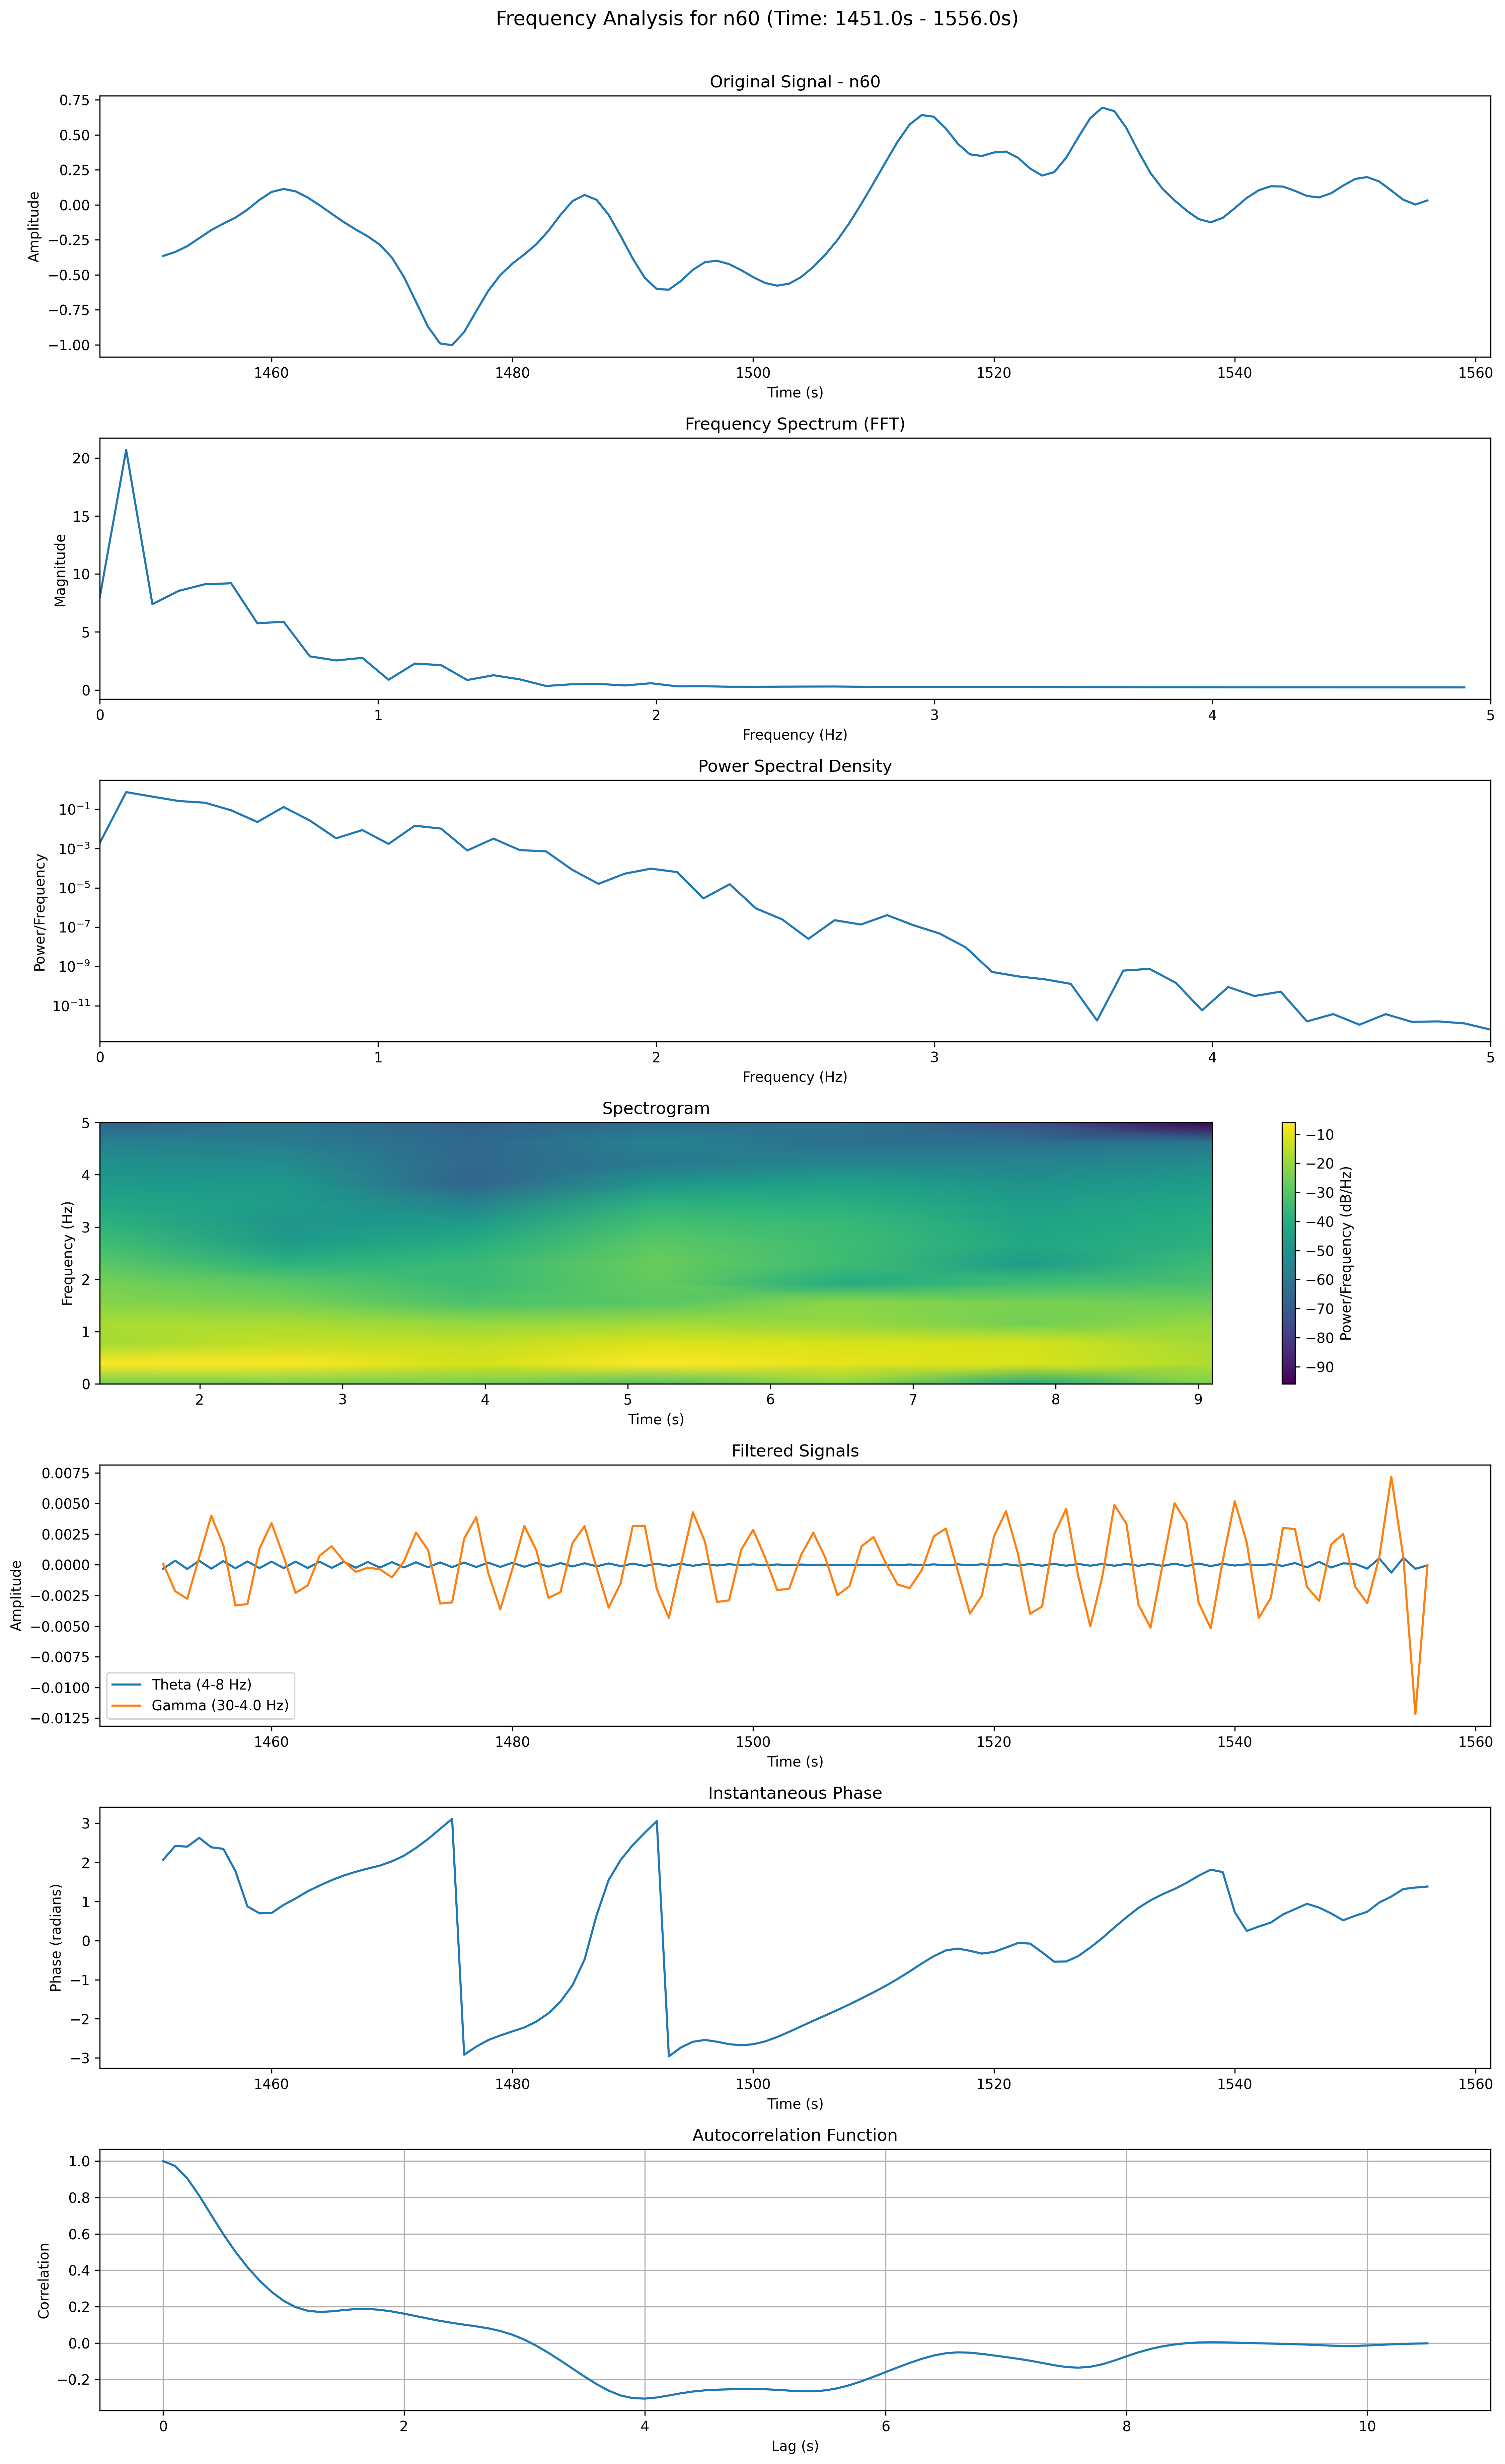 Frequency Analysis for n60 (Time: 1451.0s - 1556.0s)
Original Signal - n60
0.75
0.50
0.25
0.00
−0.25
−0.50
−0.75
−1.00
Amplitude
1460 1480 1500 1520 1540 1560
Time (s)
Frequency Spectrum (FFT)
20
15
10
5
0
Magnitude
0 1 2 3 4 5
Frequency (Hz)
Power Spectral Density
10⁻¹
10⁻³
10⁻⁵
10⁻⁷
10⁻⁹
10⁻¹¹
Power/Frequency
0 1 2 3 4 5
Frequency (Hz)
Spectrogram
5
4
3
2
1
0
Frequency (Hz)
2 3 4 5 6 7 8 9
Time (s)
−10
−20
−30
−40
−50
−60
−70
−80
−90
Power/Frequency (dB/Hz)
Filtered Signals
0.0075
0.0050
0.0025
0.0000
−0.0025
−0.0050
−0.0075
−0.0100
−0.0125
Amplitude
Theta (4-8 Hz)
Gamma (30-4.0 Hz)
1460 1480 1500 1520 1540 1560
Time (s)
Instantaneous Phase
3
2
1
0
−1
−2
−3
Phase (radians)
1460 1480 1500 1520 1540 1560
Time (s)
Autocorrelation Function
1.0
0.8
0.6
0.4
0.2
0.0
−0.2
Correlation
0 2 4 6 8 10
Lag (s)